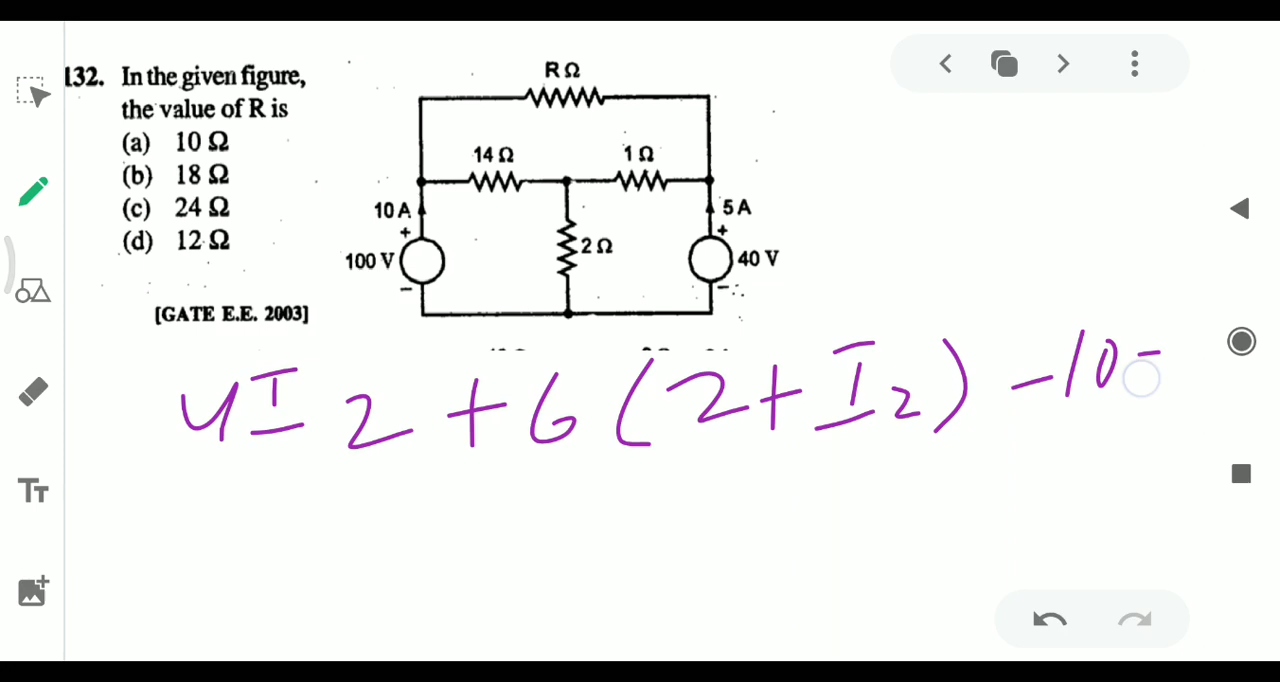 132. In the given figure,
the value of R is
(a) 10 Ω
(b) 18 Ω
(c) 24 Ω
(d) 12 Ω
[GATE E.E. 2003]
R Ω
14 Ω
1 Ω
10 A
5 A
+
+
2 Ω
100 V
40 V
-
-
4I2 + 6(2+I2) -10-
TT